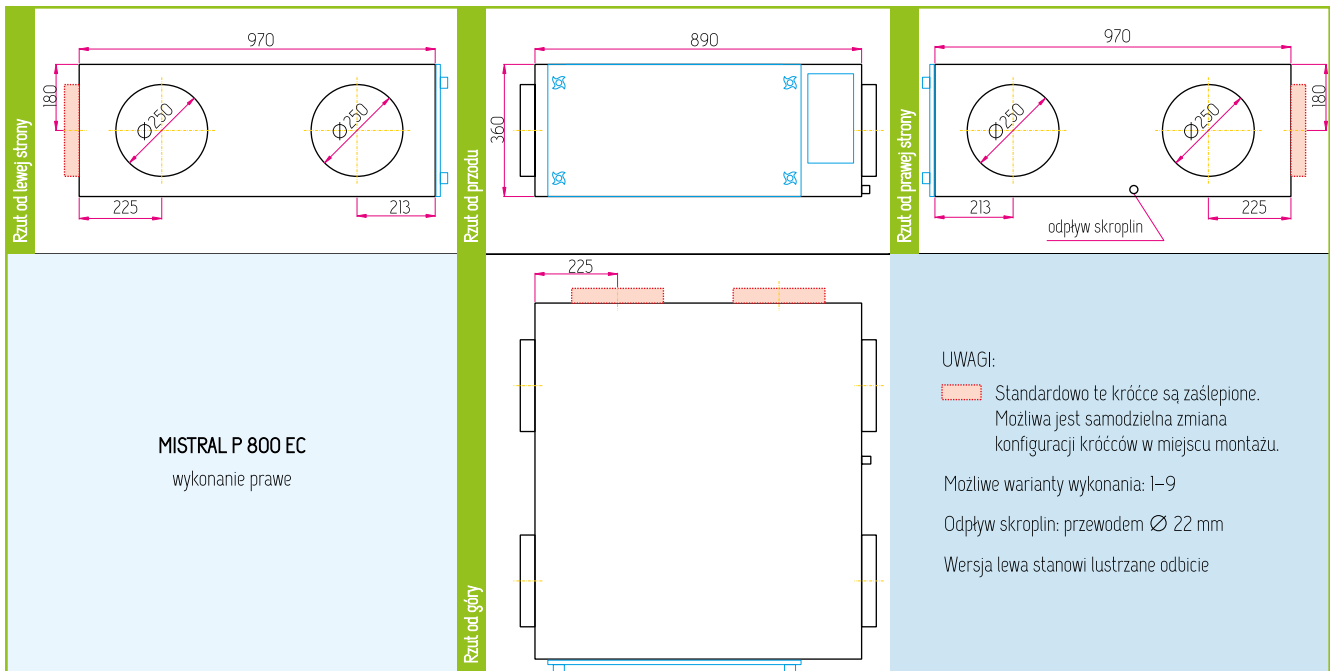 Rzut od lewej strony
970
180
Ø250
Ø250
225
213
Rzut od przodu
890
360
Rzut od prawej strony
970
180
Ø250
Ø250
213
225
odpływ skroplin
MISTRAL P 800 EC
wykonanie prawe
Rzut od góry
225
UWAGI:
Standardowo te króćce są zaślepione.
Możliwa jest samodzielna zmiana
konfiguracji króćców w miejscu montażu.
Możliwe warianty wykonania: 1–9
Odpływ skroplin: przewodem Ø 22 mm
Wersja lewa stanowi lustrzane odbicie